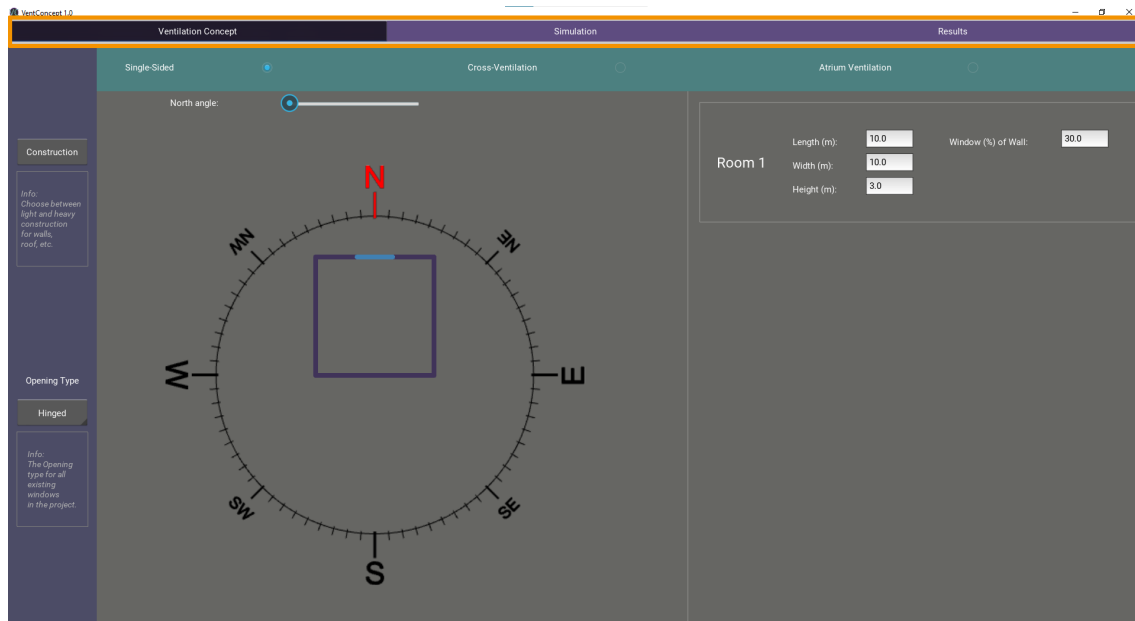 VentConcept 1.0
Ventilation Concept Simulation Results
Single-Sided Cross-Ventilation Atrium Ventilation
North angle:
Construction
Info:
Choose between
light and heavy
construction
for walls,
roof, etc.
Opening Type
Hinged
Info:
The Opening
type for all
existing
windows
in the project.
N
NW NE
W E
SW SE
S
Room 1
Length (m): 10.0 Window (%) of Wall: 30.0
Width (m): 10.0
Height (m): 3.0